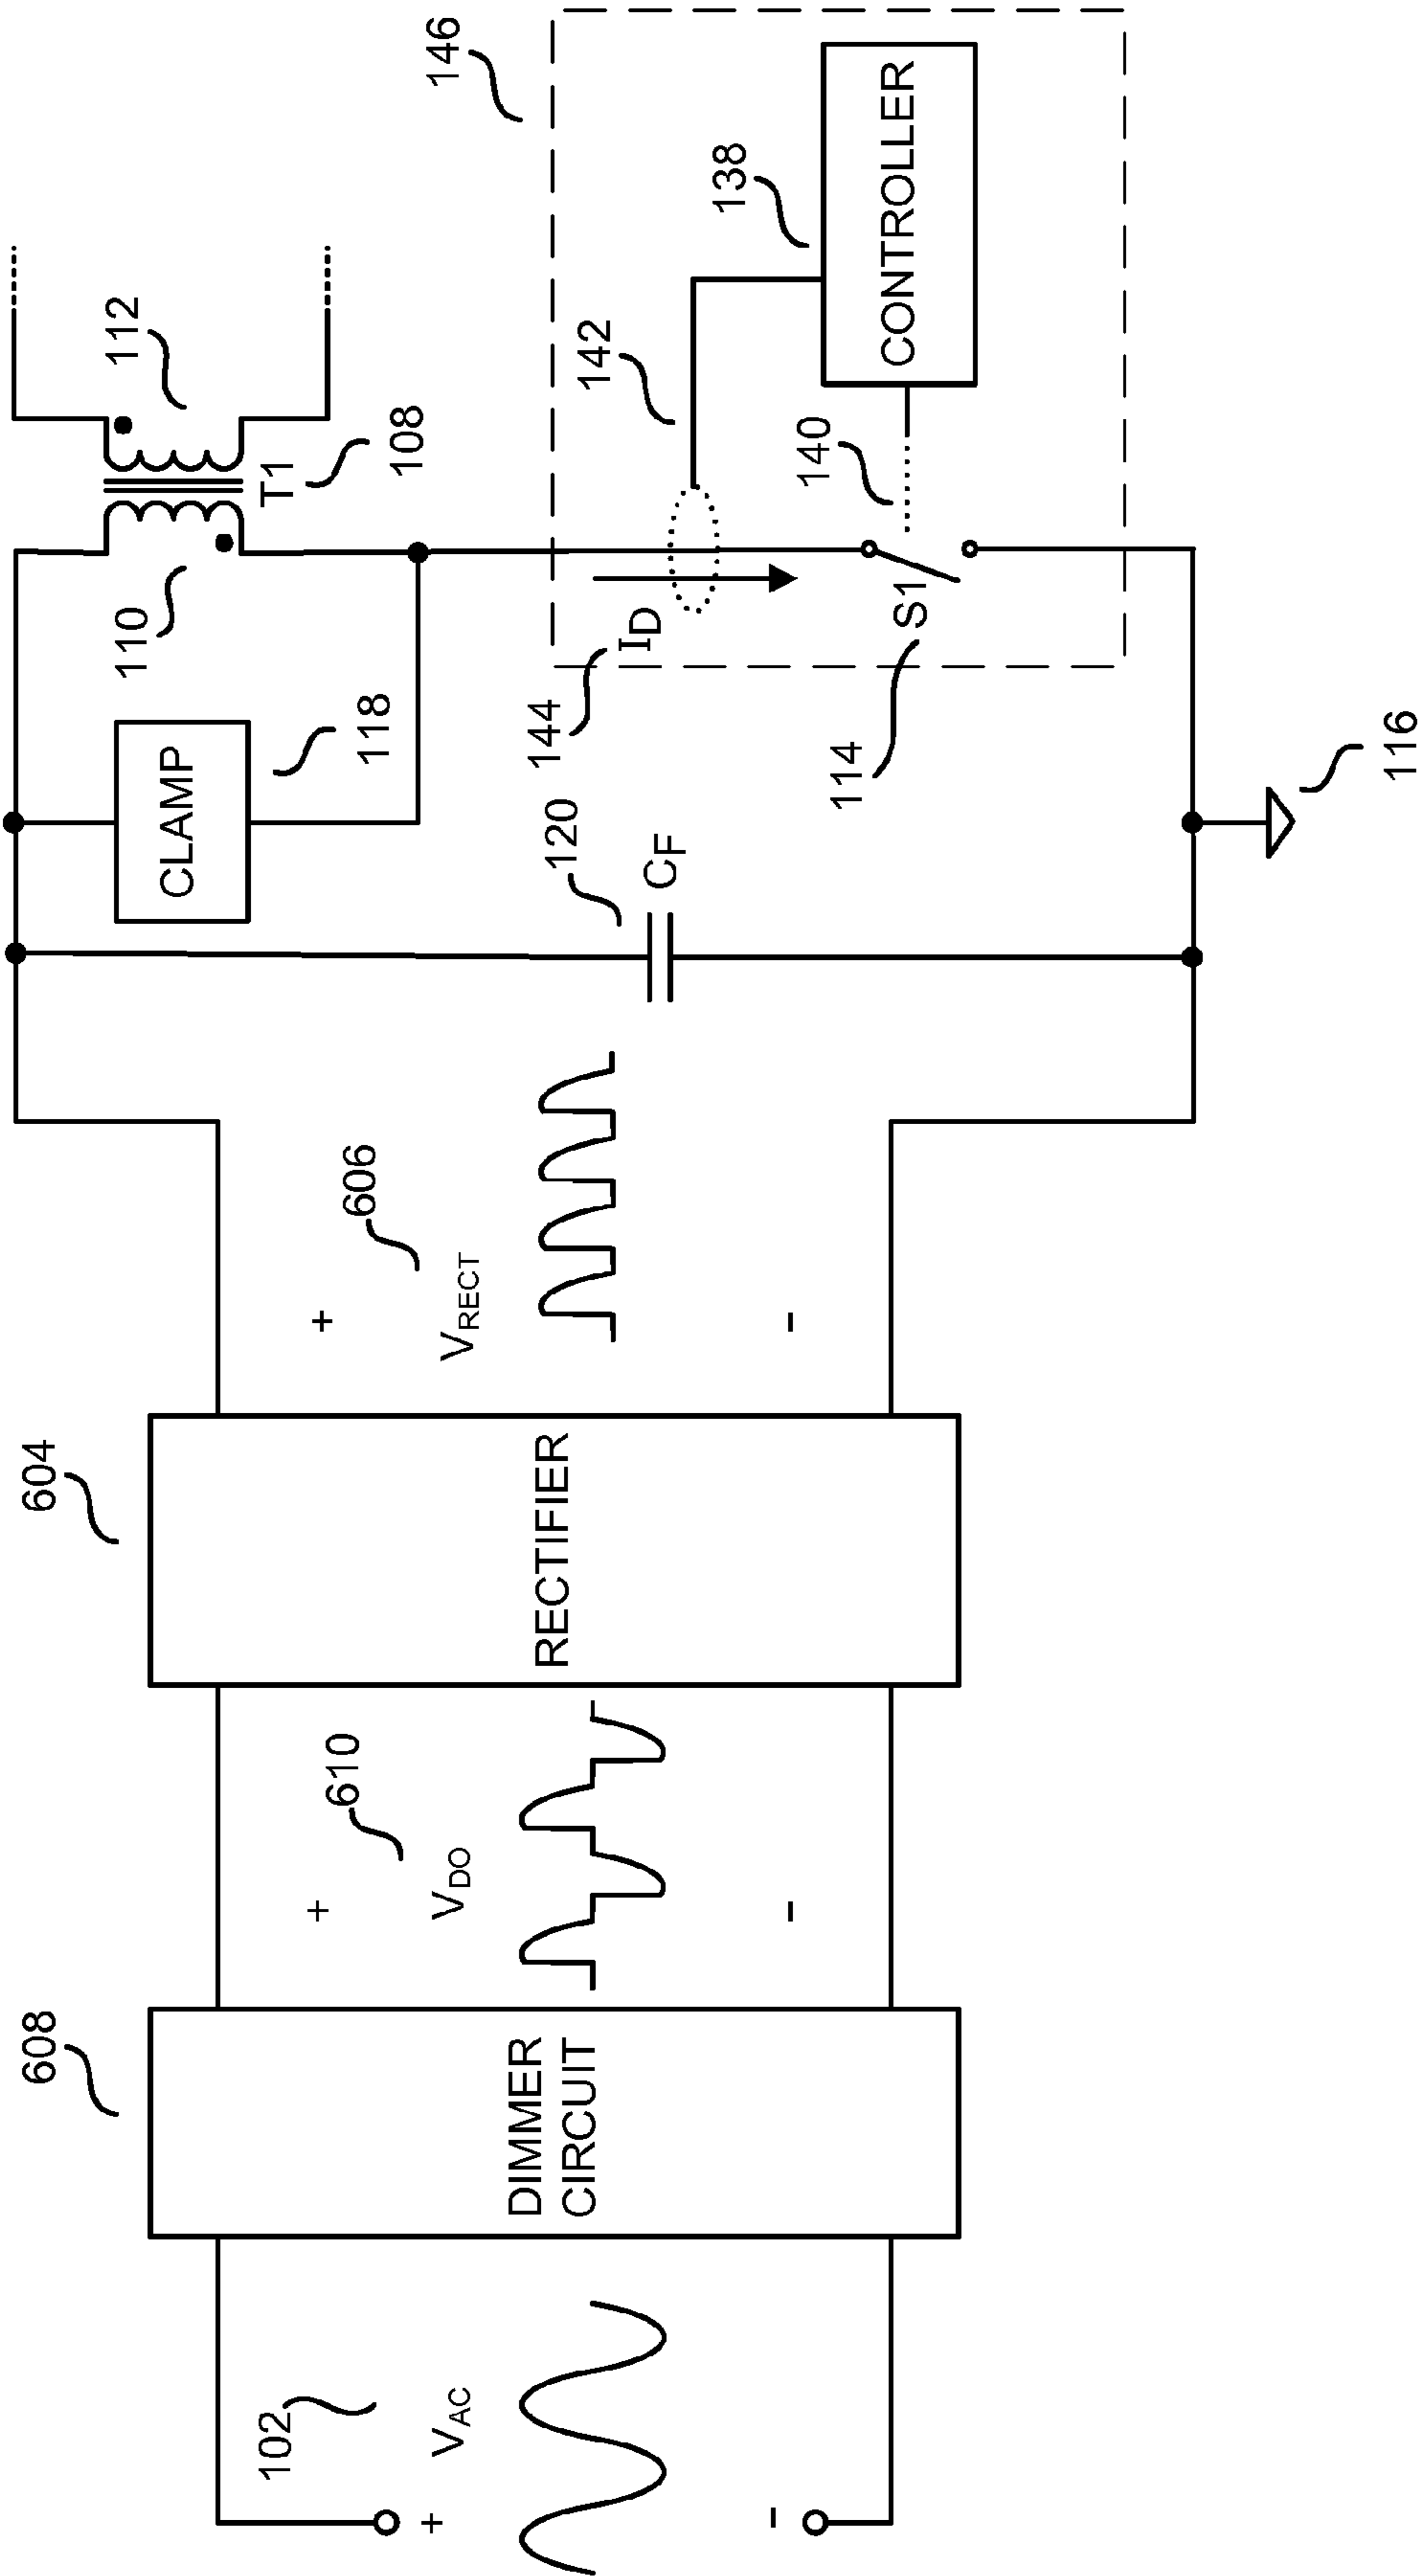 102
+
V_AC
-
608
DIMMER
CIRCUIT
610
+
V_DO
-
604
RECTIFIER
606
+
V_RECT
-
120
C_F
CLAMP
118
110
112
T1
108
146
144
I_D
142
138
CONTROLLER
140
S1
114
116